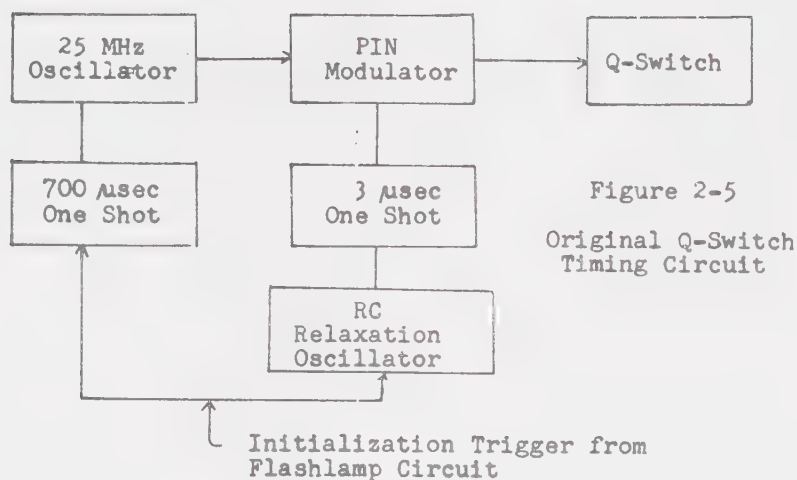 25 MHz
Oscillator
PIN
Modulator
Q-Switch
700 μsec
One Shot
3 μsec
One Shot
RC
Relaxation
Oscillator
Figure 2-5
Original Q-Switch
Timing Circuit
Initialization Trigger from
Flashlamp Circuit